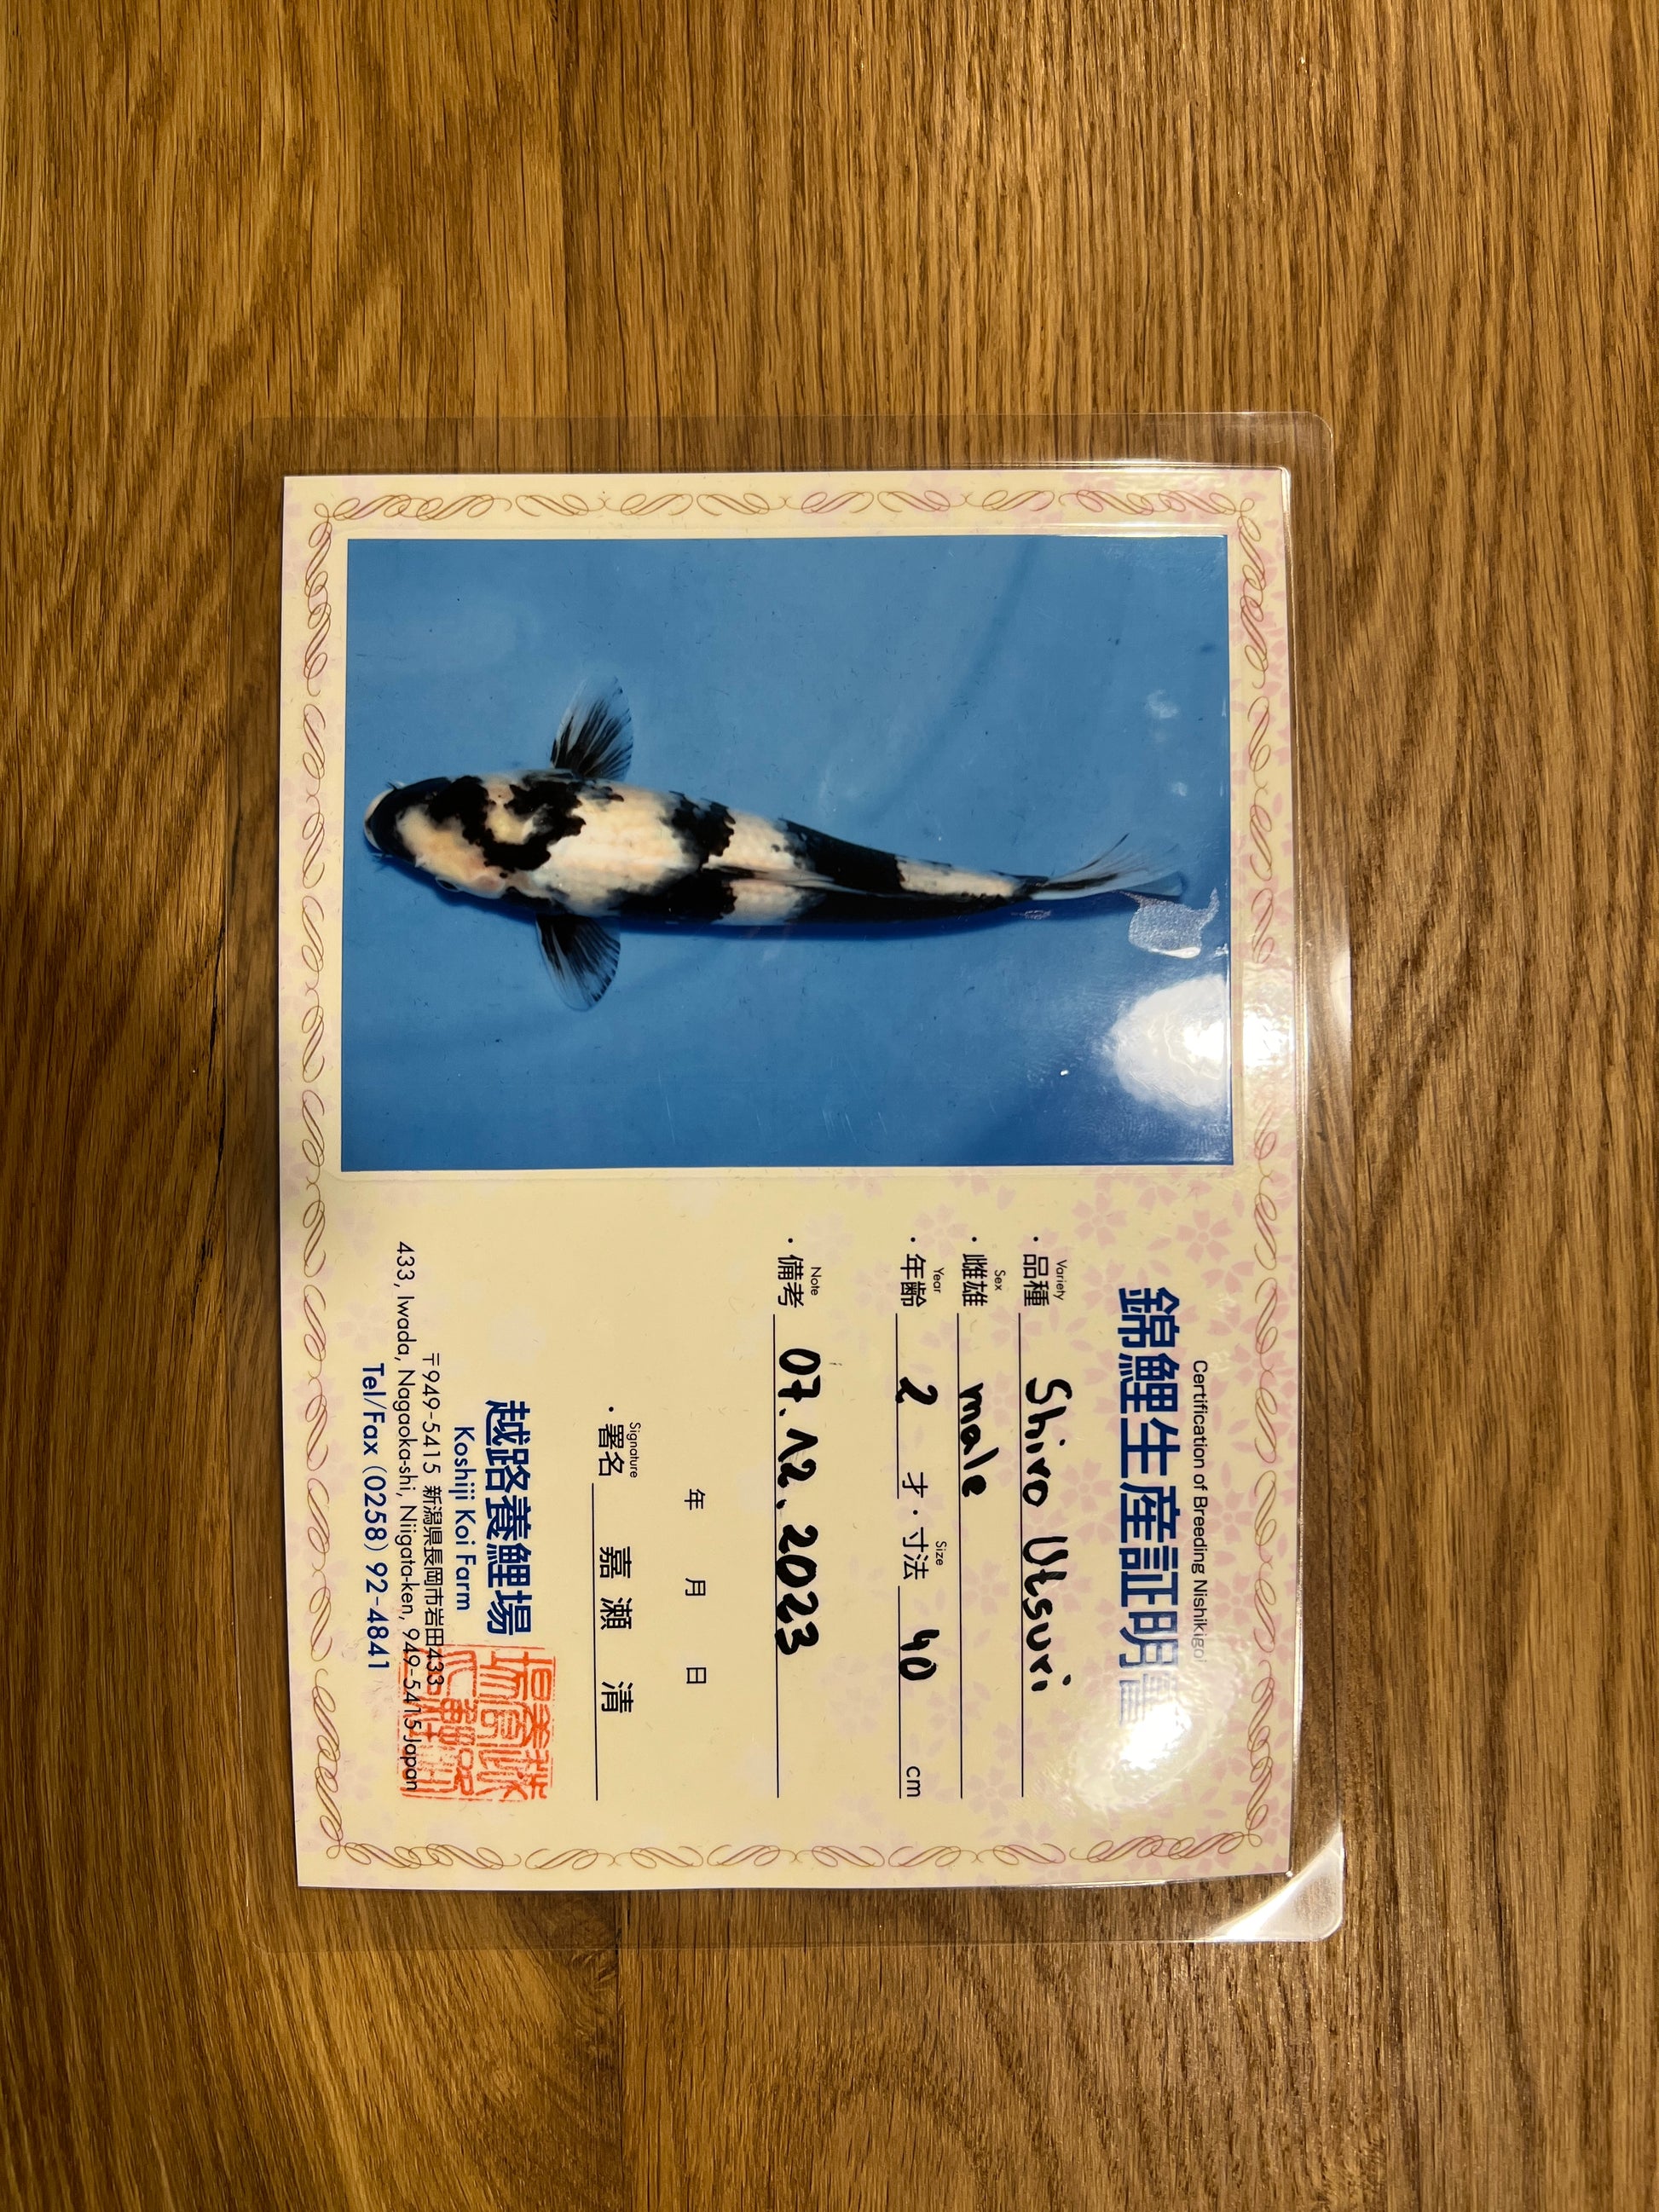 Certification of Breeding Nishikigoi
錦鯉生産証明書
Variety
・品種 Shiro Utsuri
Sex
・雌雄 male
Year Size
・年齢 2 才・寸法 40 cm
Note
・備考 07.12.2023
年 月 日
Signature
・署名 嘉瀬 清
越路養鯉場
Koshiji Koi Farm
〒949-5415 新潟県長岡市岩田433
433, Iwada, Nagaoka-shi, Niigata-ken, 949-5415 Japan
Tel/Fax (0258) 92-4841